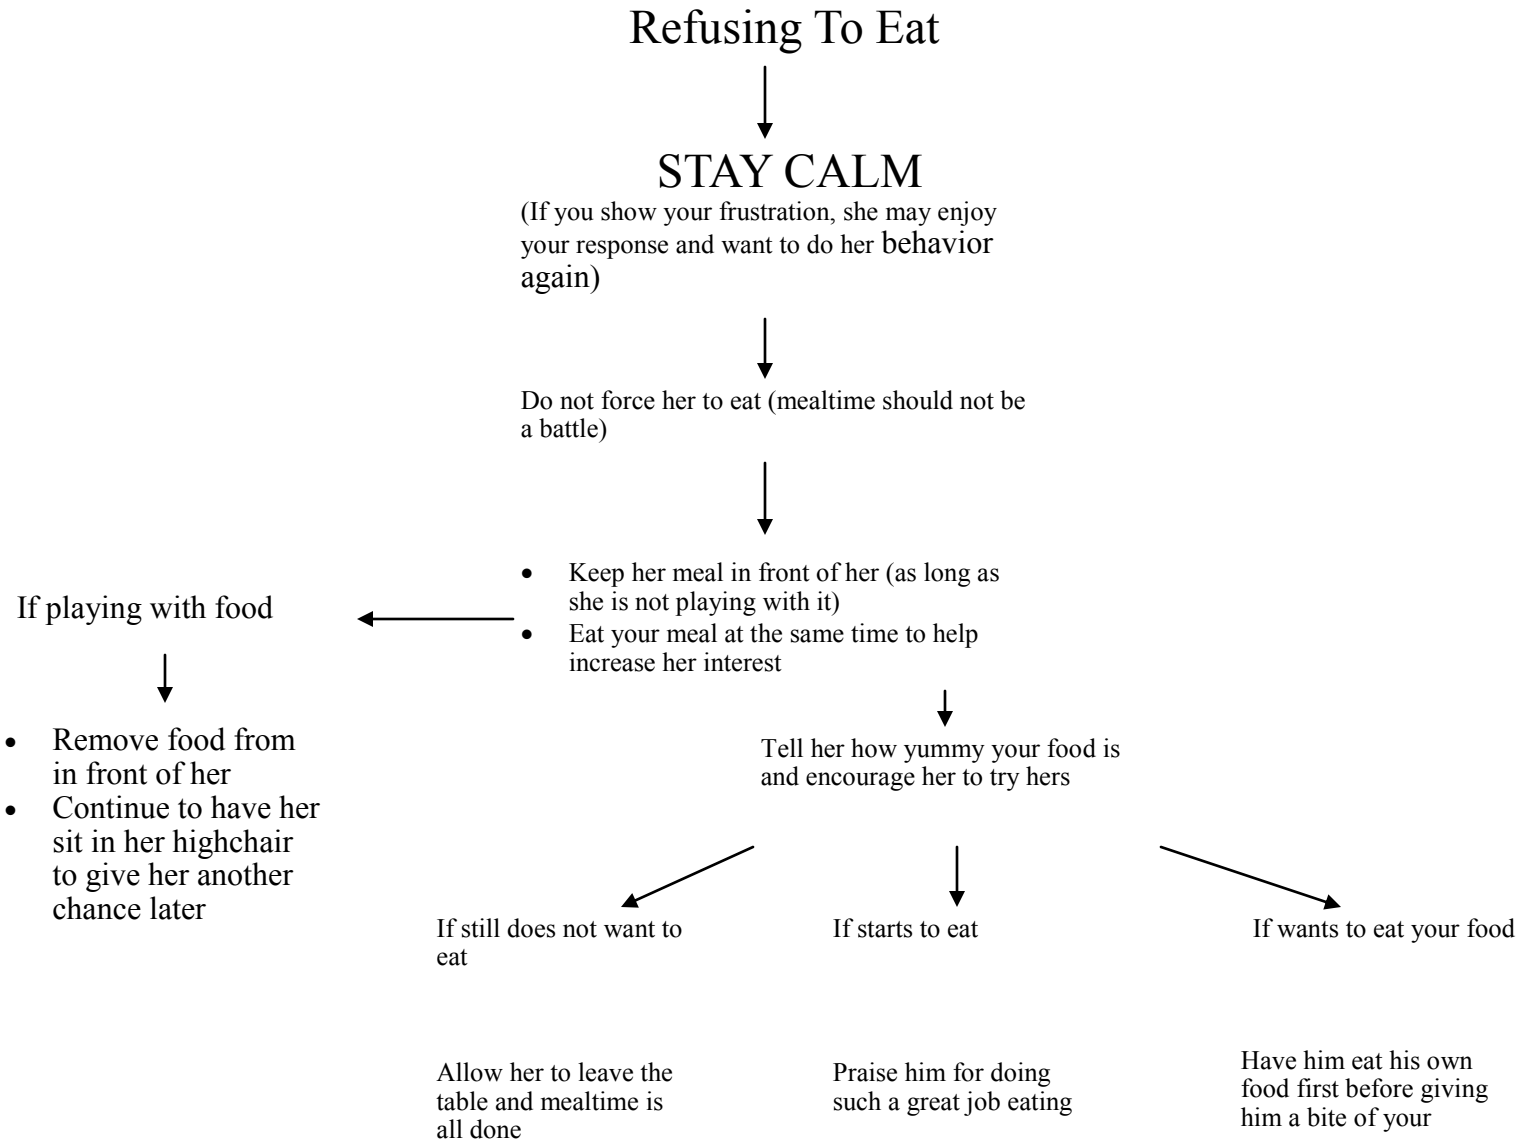 Refusing To Eat
STAY CALM
(If you show your frustration, she may enjoy
your response and want to do her behavior
again)
Do not force her to eat (mealtime should not be
a battle)
• Keep her meal in front of her (as long as
she is not playing with it)
• Eat your meal at the same time to help
increase her interest
If playing with food
• Remove food from
in front of her
• Continue to have her
sit in her highchair
to give her another
chance later
Tell her how yummy your food is
and encourage her to try hers
If still does not want to
eat
If starts to eat
If wants to eat your food
Allow her to leave the
table and mealtime is
all done
Praise him for doing
such a great job eating
Have him eat his own
food first before giving
him a bite of your